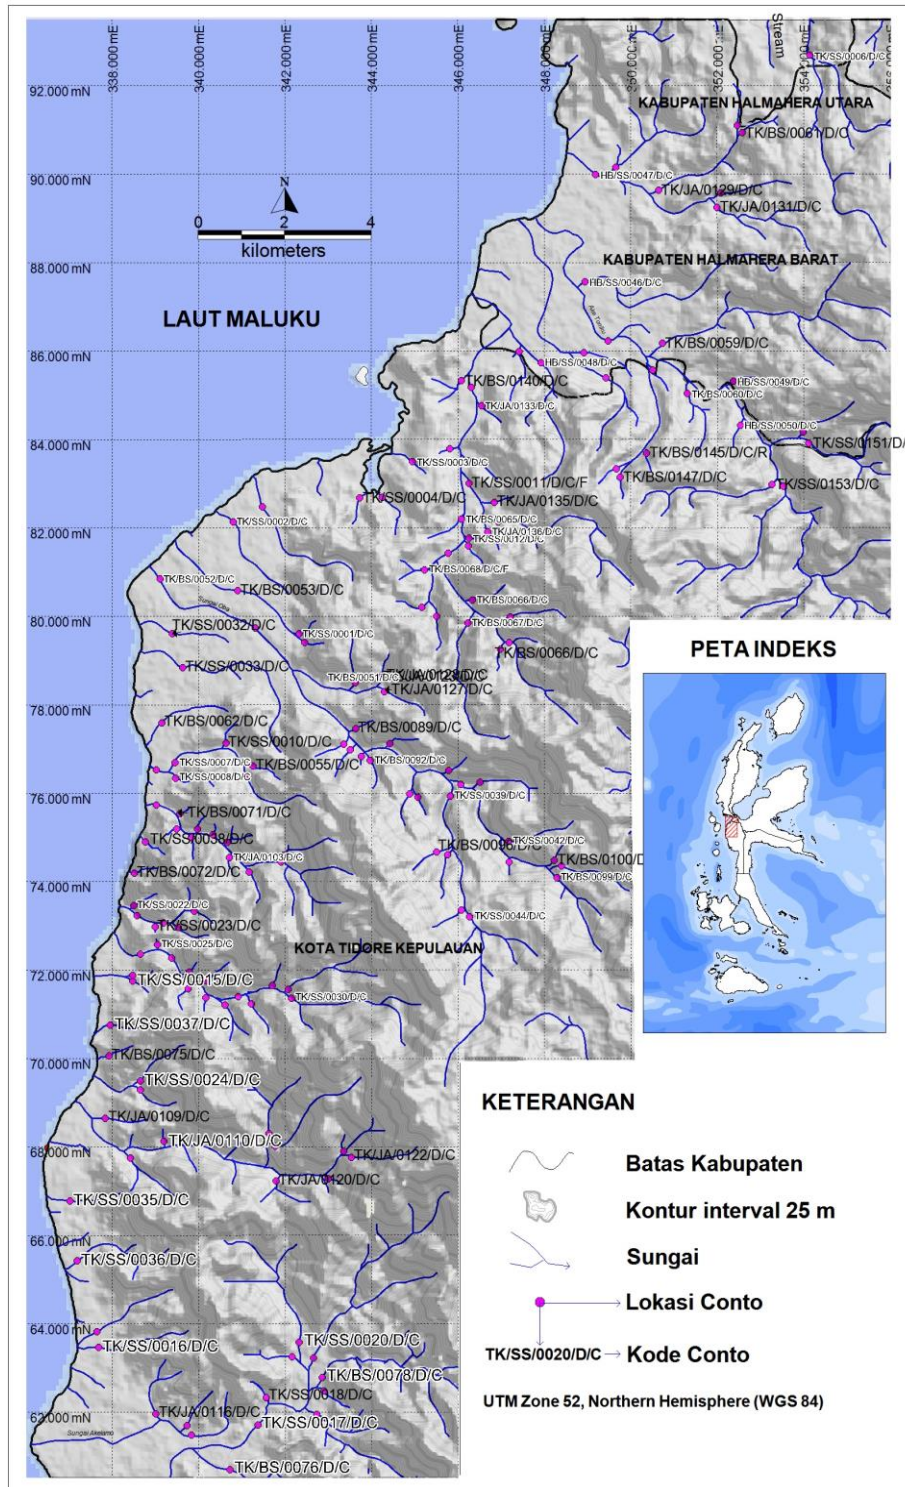 338.000 mE
340.000 mE
342.000 mE
344.000 mE
346.000 mE
348.000 mE
350.000 mE
352.000 mE
354.000 mE
Stream
TK/SS/0006/D/C
92.000 mN
KABUPATEN HALMAHERA UTARA
TK/BS/0061/D/C
90.000 mN
HB/SS/0047/D/C
TK/JA/0129/D/C
TK/JA/0131/D/C
N
0 2 4
kilometers
88.000 mN
KABUPATEN HALMAHERA BARAT
HB/SS/0046/D/C
LAUT MALUKU
86.000 mN
TK/BS/0059/D/C
HB/SS/0048/D/C
TK/BS/0140/D/C
HB/SS/0049/D/C
TK/BS/0060/D/C
TK/JA/0133/D/C
HB/SS/0050/D/C
84.000 mN
TK/SS/0151/D/
TK/BS/0145/D/C/R
TK/SS/0003/D/C
TK/SS/0011/D/C/F
TK/BS/0147/D/C
TK/SS/0153/D/C
TK/SS/0004/D/C
TK/JA/0135/D/C
82.000 mN
TK/SS/0002/D/C
TK/BS/0065/D/C
TK/JA/0136/D/C
TK/SS/0012/D/C
TK/BS/0052/D/C
TK/BS/0068/D/C/F
TK/BS/0053/D/C
TK/BS/0066/D/C
80.000 mN
TK/SS/0032/D/C
TK/SS/0001/D/C
TK/BS/0067/D/C
TK/BS/0066/D/C
TK/SS/0033/D/C
TK/BS/0051/D/C
TK/JA/0127/D/C
78.000 mN
TK/BS/0062/D/C
TK/BS/0089/D/C
TK/SS/0010/D/C
TK/SS/0007/D/C
TK/BS/0055/D/C
TK/BS/0092/D/C
TK/SS/0008/D/C
76.000 mN
TK/SS/0039/D/C
TK/BS/0071/D/C
TK/SS/0038/D/C
TK/SS/0042/D/C
TK/JA/0103/D/C
TK/BS/0100/D
TK/BS/0072/D/C
TK/BS/0099/D/C
74.000 mN
TK/SS/0022/D/C
TK/SS/0044/D/C
TK/SS/0023/D/C
TK/SS/0025/D/C
KOTA TIDORE KEPULAUAN
72.000 mN
TK/SS/0015/D/C
TK/SS/0030/D/C
TK/SS/0037/D/C
70.000 mN
TK/BS/0075/D/C
TK/SS/0024/D/C
TK/JA/0109/D/C
68.000 mN
TK/JA/0110/D/C
TK/JA/0122/D/C
TK/JA/0120/D/C
TK/SS/0035/D/C
66.000 mN
TK/SS/0036/D/C
64.000 mN
TK/SS/0016/D/C
TK/SS/0020/D/C
TK/BS/0078/D/C
TK/SS/0018/D/C
62.000 mN
TK/JA/0116/D/C
TK/SS/0017/D/C
Sungai Akelamo
TK/BS/0076/D/C
PETA INDEKS
KETERANGAN
Batas Kabupaten
Kontur interval 25 m
Sungai
Lokasi Conto
TK/SS/0020/D/C
Kode Conto
UTM Zone 52, Northern Hemisphere (WGS 84)